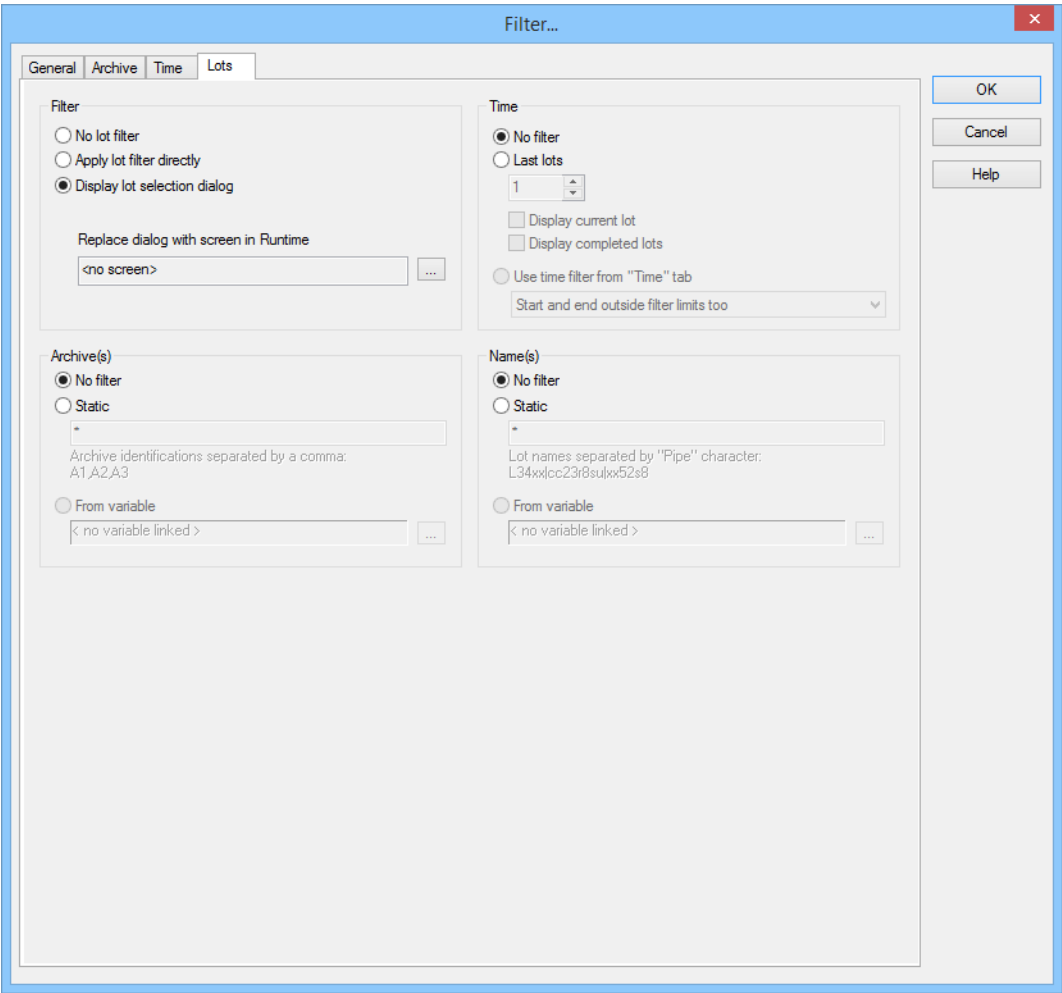 Filter...
General Archive Time Lots
OK
Cancel
Help
Filter
No lot filter
Apply lot filter directly
Display lot selection dialog
Replace dialog with screen in Runtime
<no screen>
...
Time
No filter
Last lots
1
Display current lot
Display completed lots
Use time filter from "Time" tab
Start and end outside filter limits too
Archive(s)
No filter
Static
*
Archive identifications separated by a comma:
A1,A2,A3
From variable
< no variable linked >
...
Name(s)
No filter
Static
*
Lot names separated by "Pipe" character:
L34xx|cc23r8su|xx52s8
From variable
< no variable linked >
...